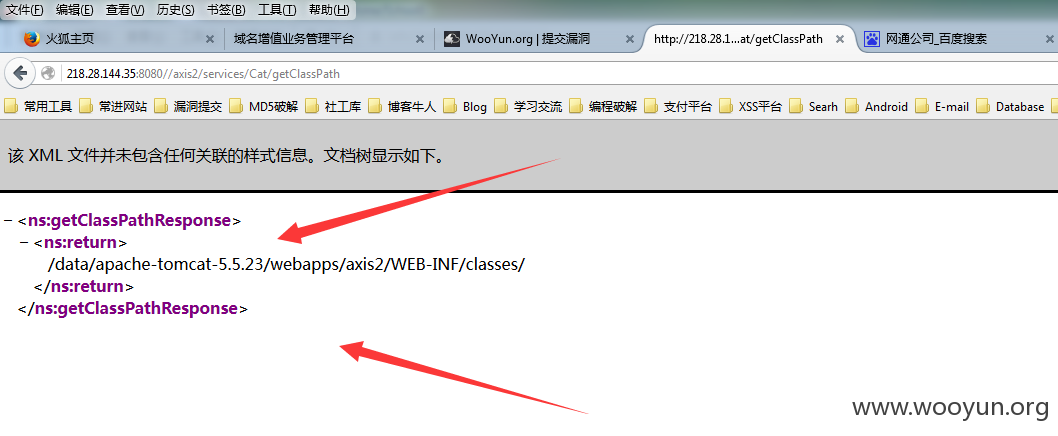 文件(F) 编辑(E) 查看(V) 历史(S) 书签(B) 工具(T) 帮助(H)
火狐主页 × 域名增值业务管理平台 × WooYun.org | 提交漏洞 × http://218.28.1...at/getClassPath × 网通公司_百度搜索 ×
218.28.144.35:8080//axis2/services/Cat/getClassPath
常用工具 常进网站 漏洞提交 MD5破解 社工库 博客牛人 Blog 学习交流 编程破解 支付平台 XSS平台 Searh Android E-mail Database
该 XML 文件并未包含任何关联的样式信息。文档树显示如下。
− <ns:getClassPathResponse>
− <ns:return>
/data/apache-tomcat-5.5.23/webapps/axis2/WEB-INF/classes/
</ns:return>
</ns:getClassPathResponse>
www.wooyun.org